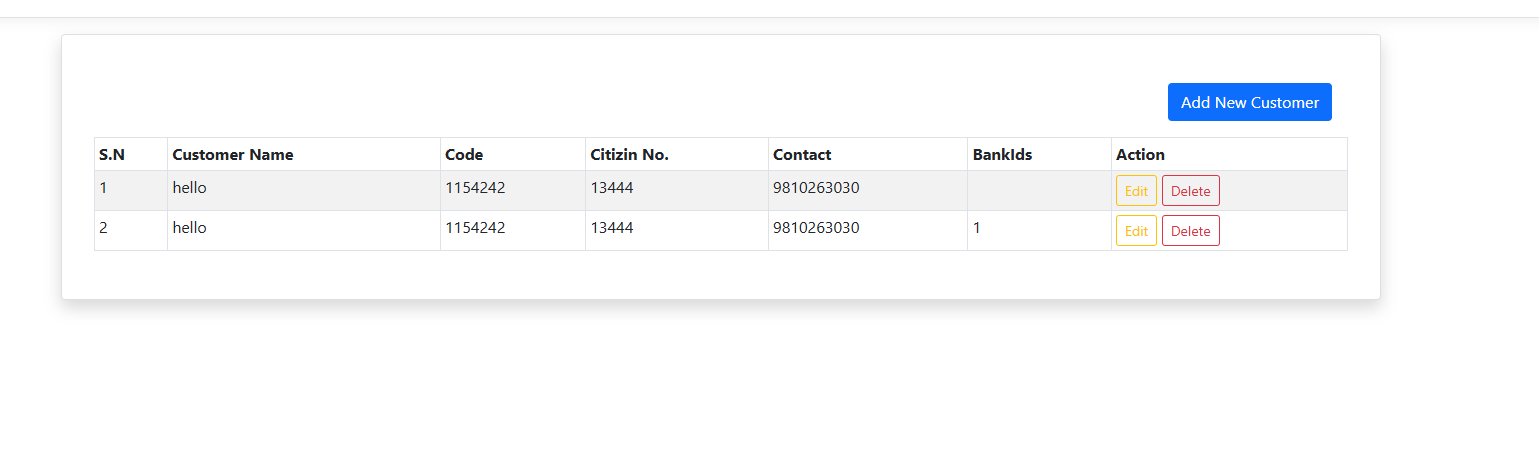 Add New Customer
S.N Customer Name Code Citizin No. Contact BankIds Action
1 hello 1154242 13444 9810263030 Edit Delete
2 hello 1154242 13444 9810263030 1 Edit Delete